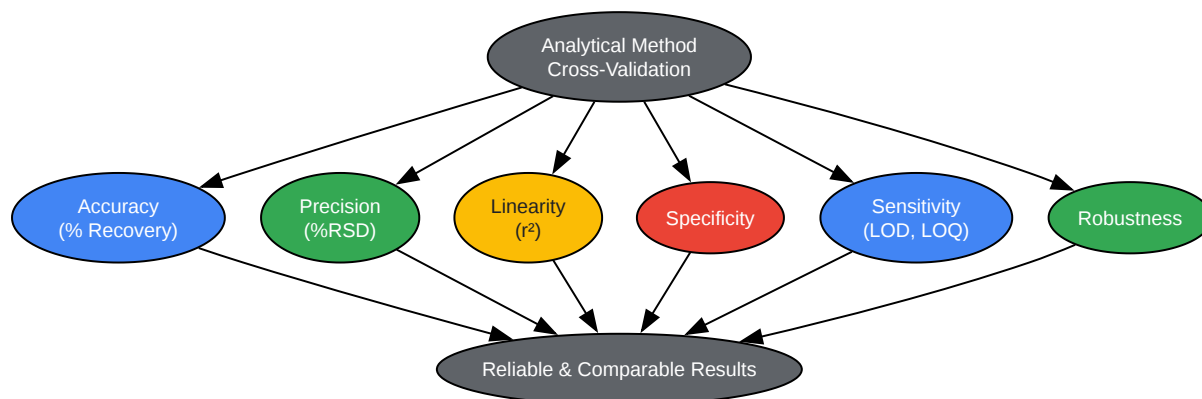 Analytical Method
Cross-Validation
Accuracy
(% Recovery)
Precision
(%RSD)
Linearity
(r²)
Specificity
Sensitivity
(LOD, LOQ)
Robustness
Reliable & Comparable Results